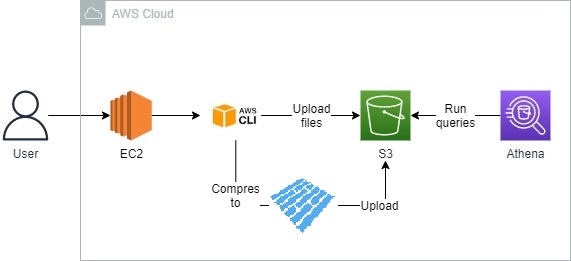 AWS Cloud
User
EC2
AWS
CLI
Upload
files
S3
Run
queries
Athena
Compres
to
Upload